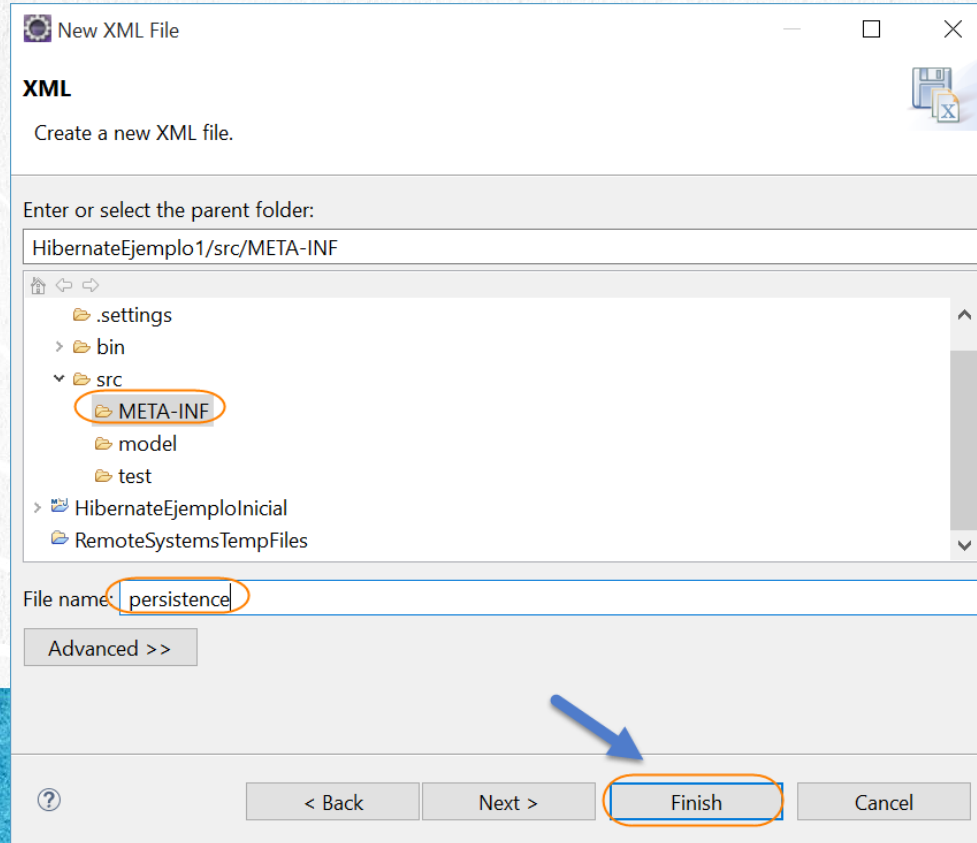 New XML File
XML
Create a new XML file.
Enter or select the parent folder:
HibernateEjemplo1/src/META-INF
.settings
bin
src
META-INF
model
test
HibernateEjemploInicial
RemoteSystemsTempFiles
File name: persistence
Advanced >>
< Back Next > Finish Cancel